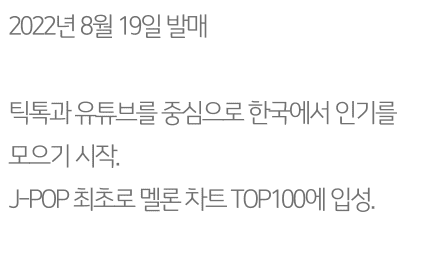 2022년 8월 19일 발매
틱톡과 유튜브를 중심으로 한국에서 인기를
모으기 시작.
J-POP 최초로 멜론 차트 TOP100에 입성.